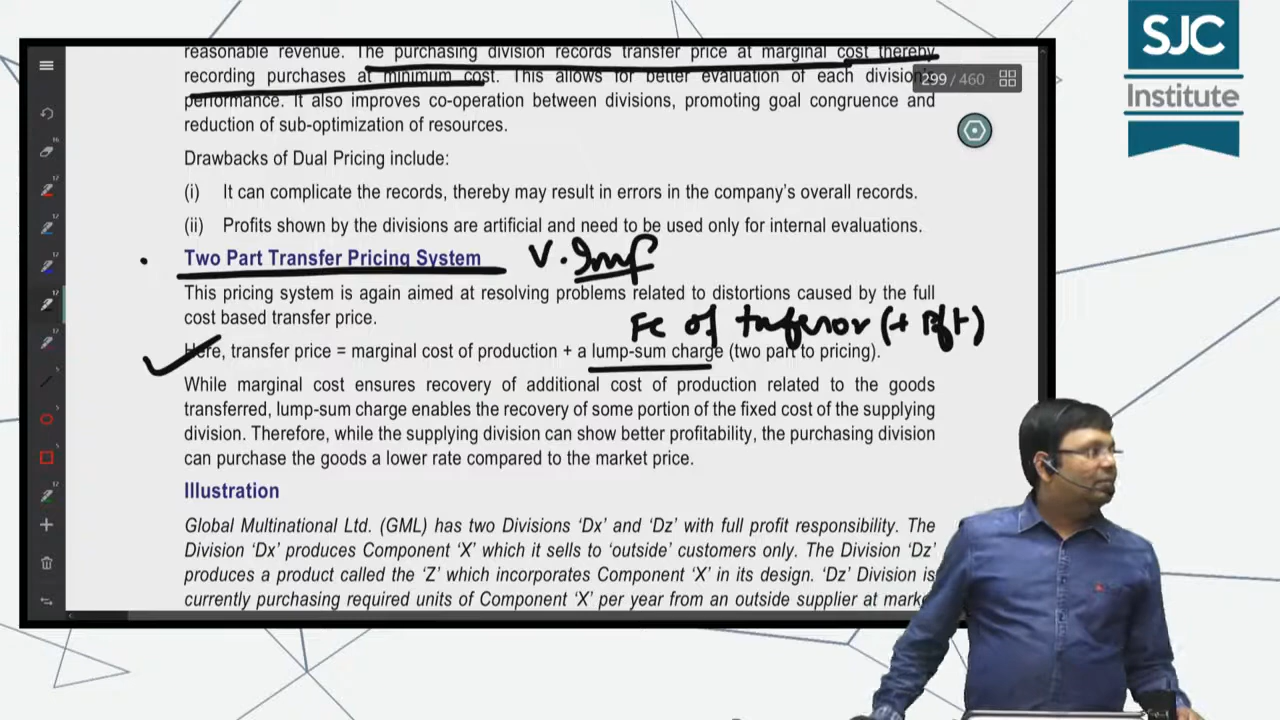 SJC
Institute
299 / 460
reasonable revenue. The purchasing division records transfer price at marginal cost thereby
recording purchases at minimum cost. This allows for better evaluation of each division's
performance. It also improves co-operation between divisions, promoting goal congruence and
reduction of sub-optimization of resources.
Drawbacks of Dual Pricing include:
(i) It can complicate the records, thereby may result in errors in the company's overall records.
(ii) Profits shown by the divisions are artificial and need to be used only for internal evaluations.
Two Part Transfer Pricing System V. Imf
This pricing system is again aimed at resolving problems related to distortions caused by the full
cost based transfer price.
FC of
Here, transfer price = marginal cost of production + a lump-sum charge (two part to pricing).
While marginal cost ensures recovery of additional cost of production related to the goods
transferred, lump-sum charge enables the recovery of some portion of the fixed cost of the supplying
division. Therefore, while the supplying division can show better profitability, the purchasing division
can purchase the goods a lower rate compared to the market price.
Illustration
Global Multinational Ltd. (GML) has two Divisions 'Dx' and 'Dz' with full profit responsibility. The
Division 'Dx' produces Component 'X' which it sells to 'outside' customers only. The Division 'Dz'
produces a product called the 'Z' which incorporates Component 'X' in its design. 'Dz' Division is
currently purchasing required units of Component 'X' per year from an outside supplier at